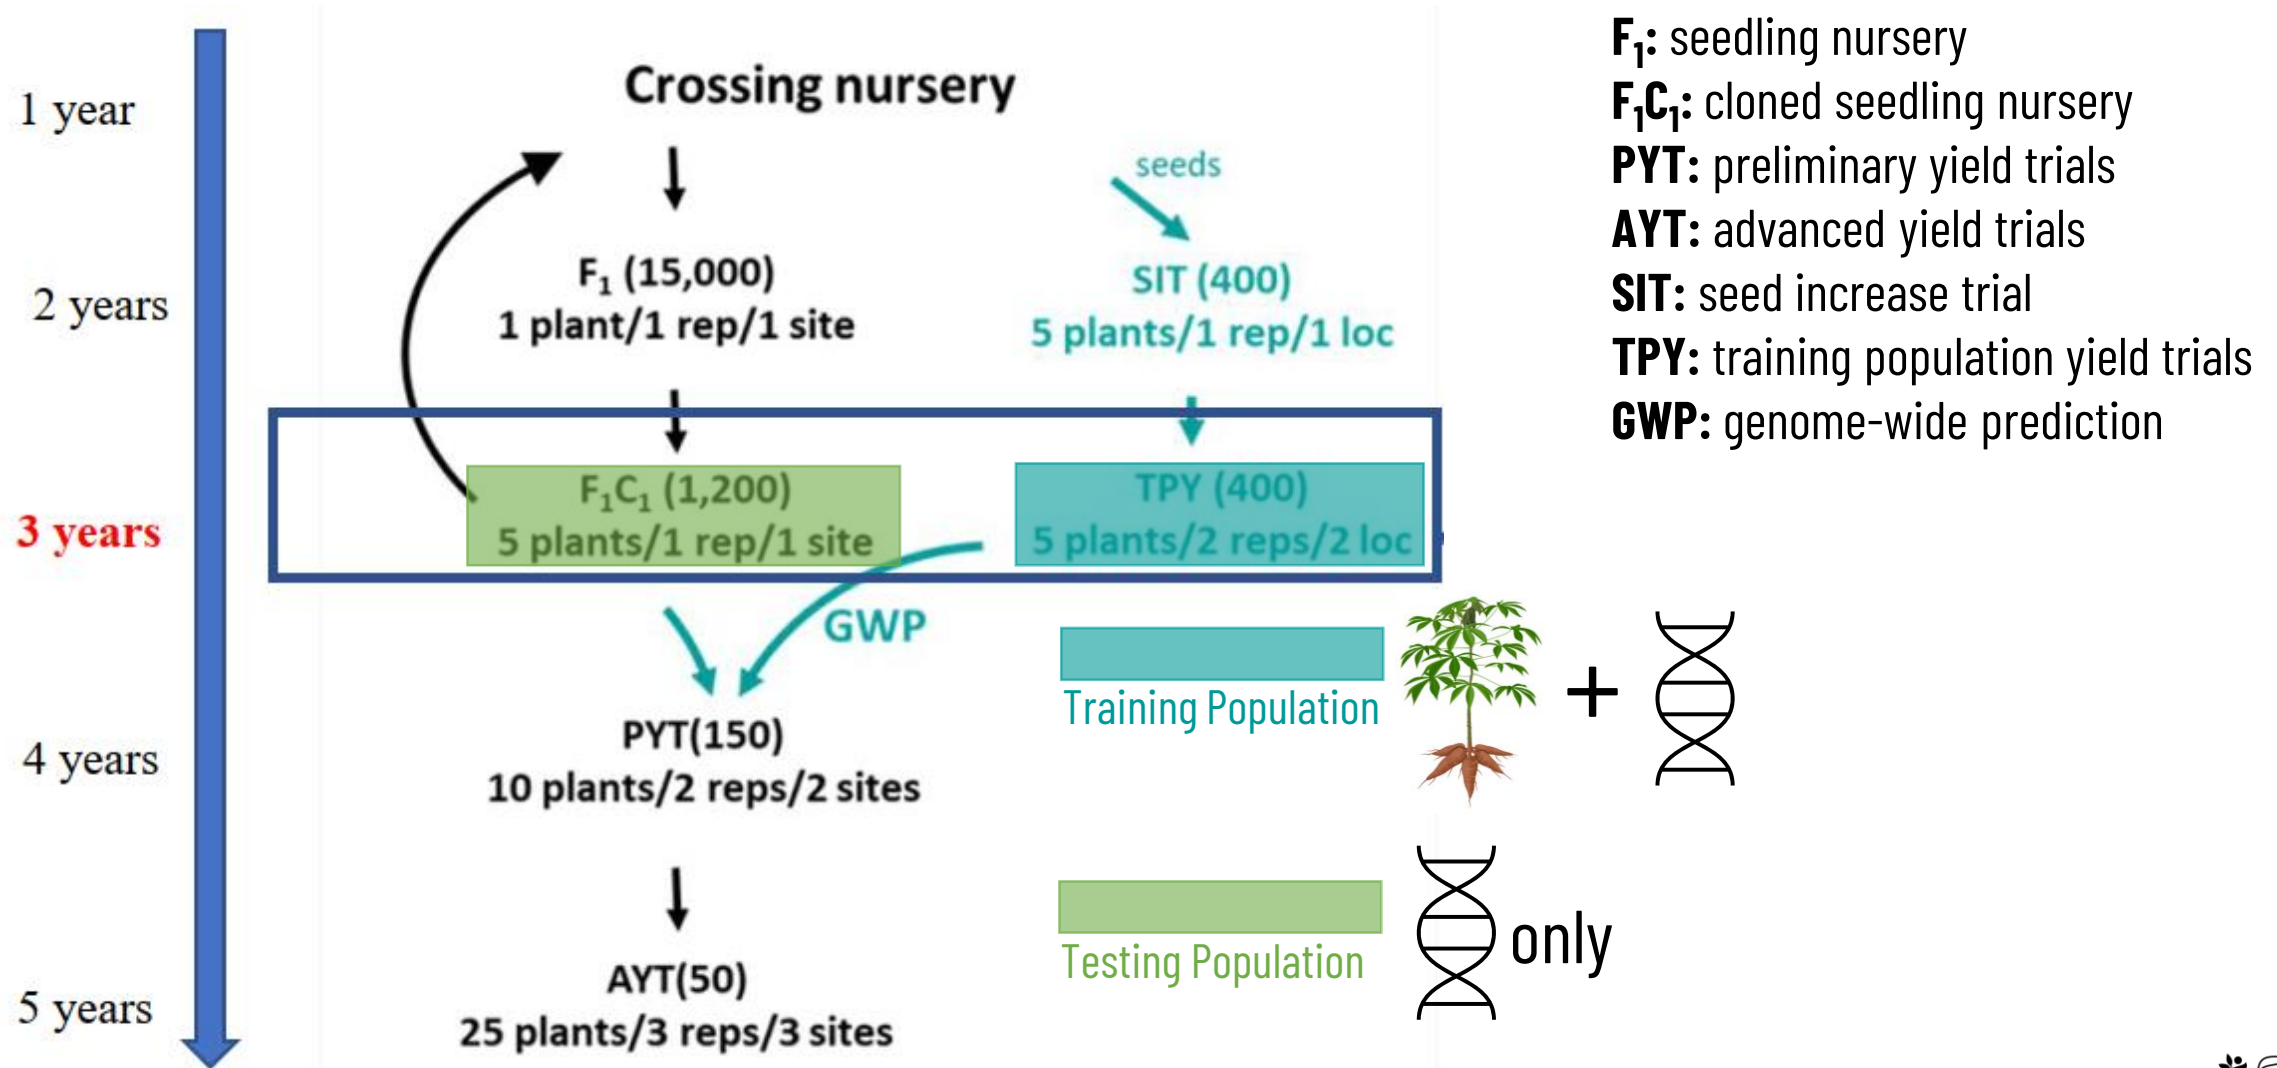 1 year
2 years
3 years
4 years
5 years
Crossing nursery
seeds
F₁ (15,000)
1 plant/1 rep/1 site
SIT (400)
5 plants/1 rep/1 loc
F₁C₁ (1,200)
5 plants/1 rep/1 site
TPY (400)
5 plants/2 reps/2 loc
GWP
PYT(150)
10 plants/2 reps/2 sites
AYT(50)
25 plants/3 reps/3 sites
Training Population
+
Testing Population
only
F₁: seedling nursery
F₁C₁: cloned seedling nursery
PYT: preliminary yield trials
AYT: advanced yield trials
SIT: seed increase trial
TPY: training population yield trials
GWP: genome-wide prediction